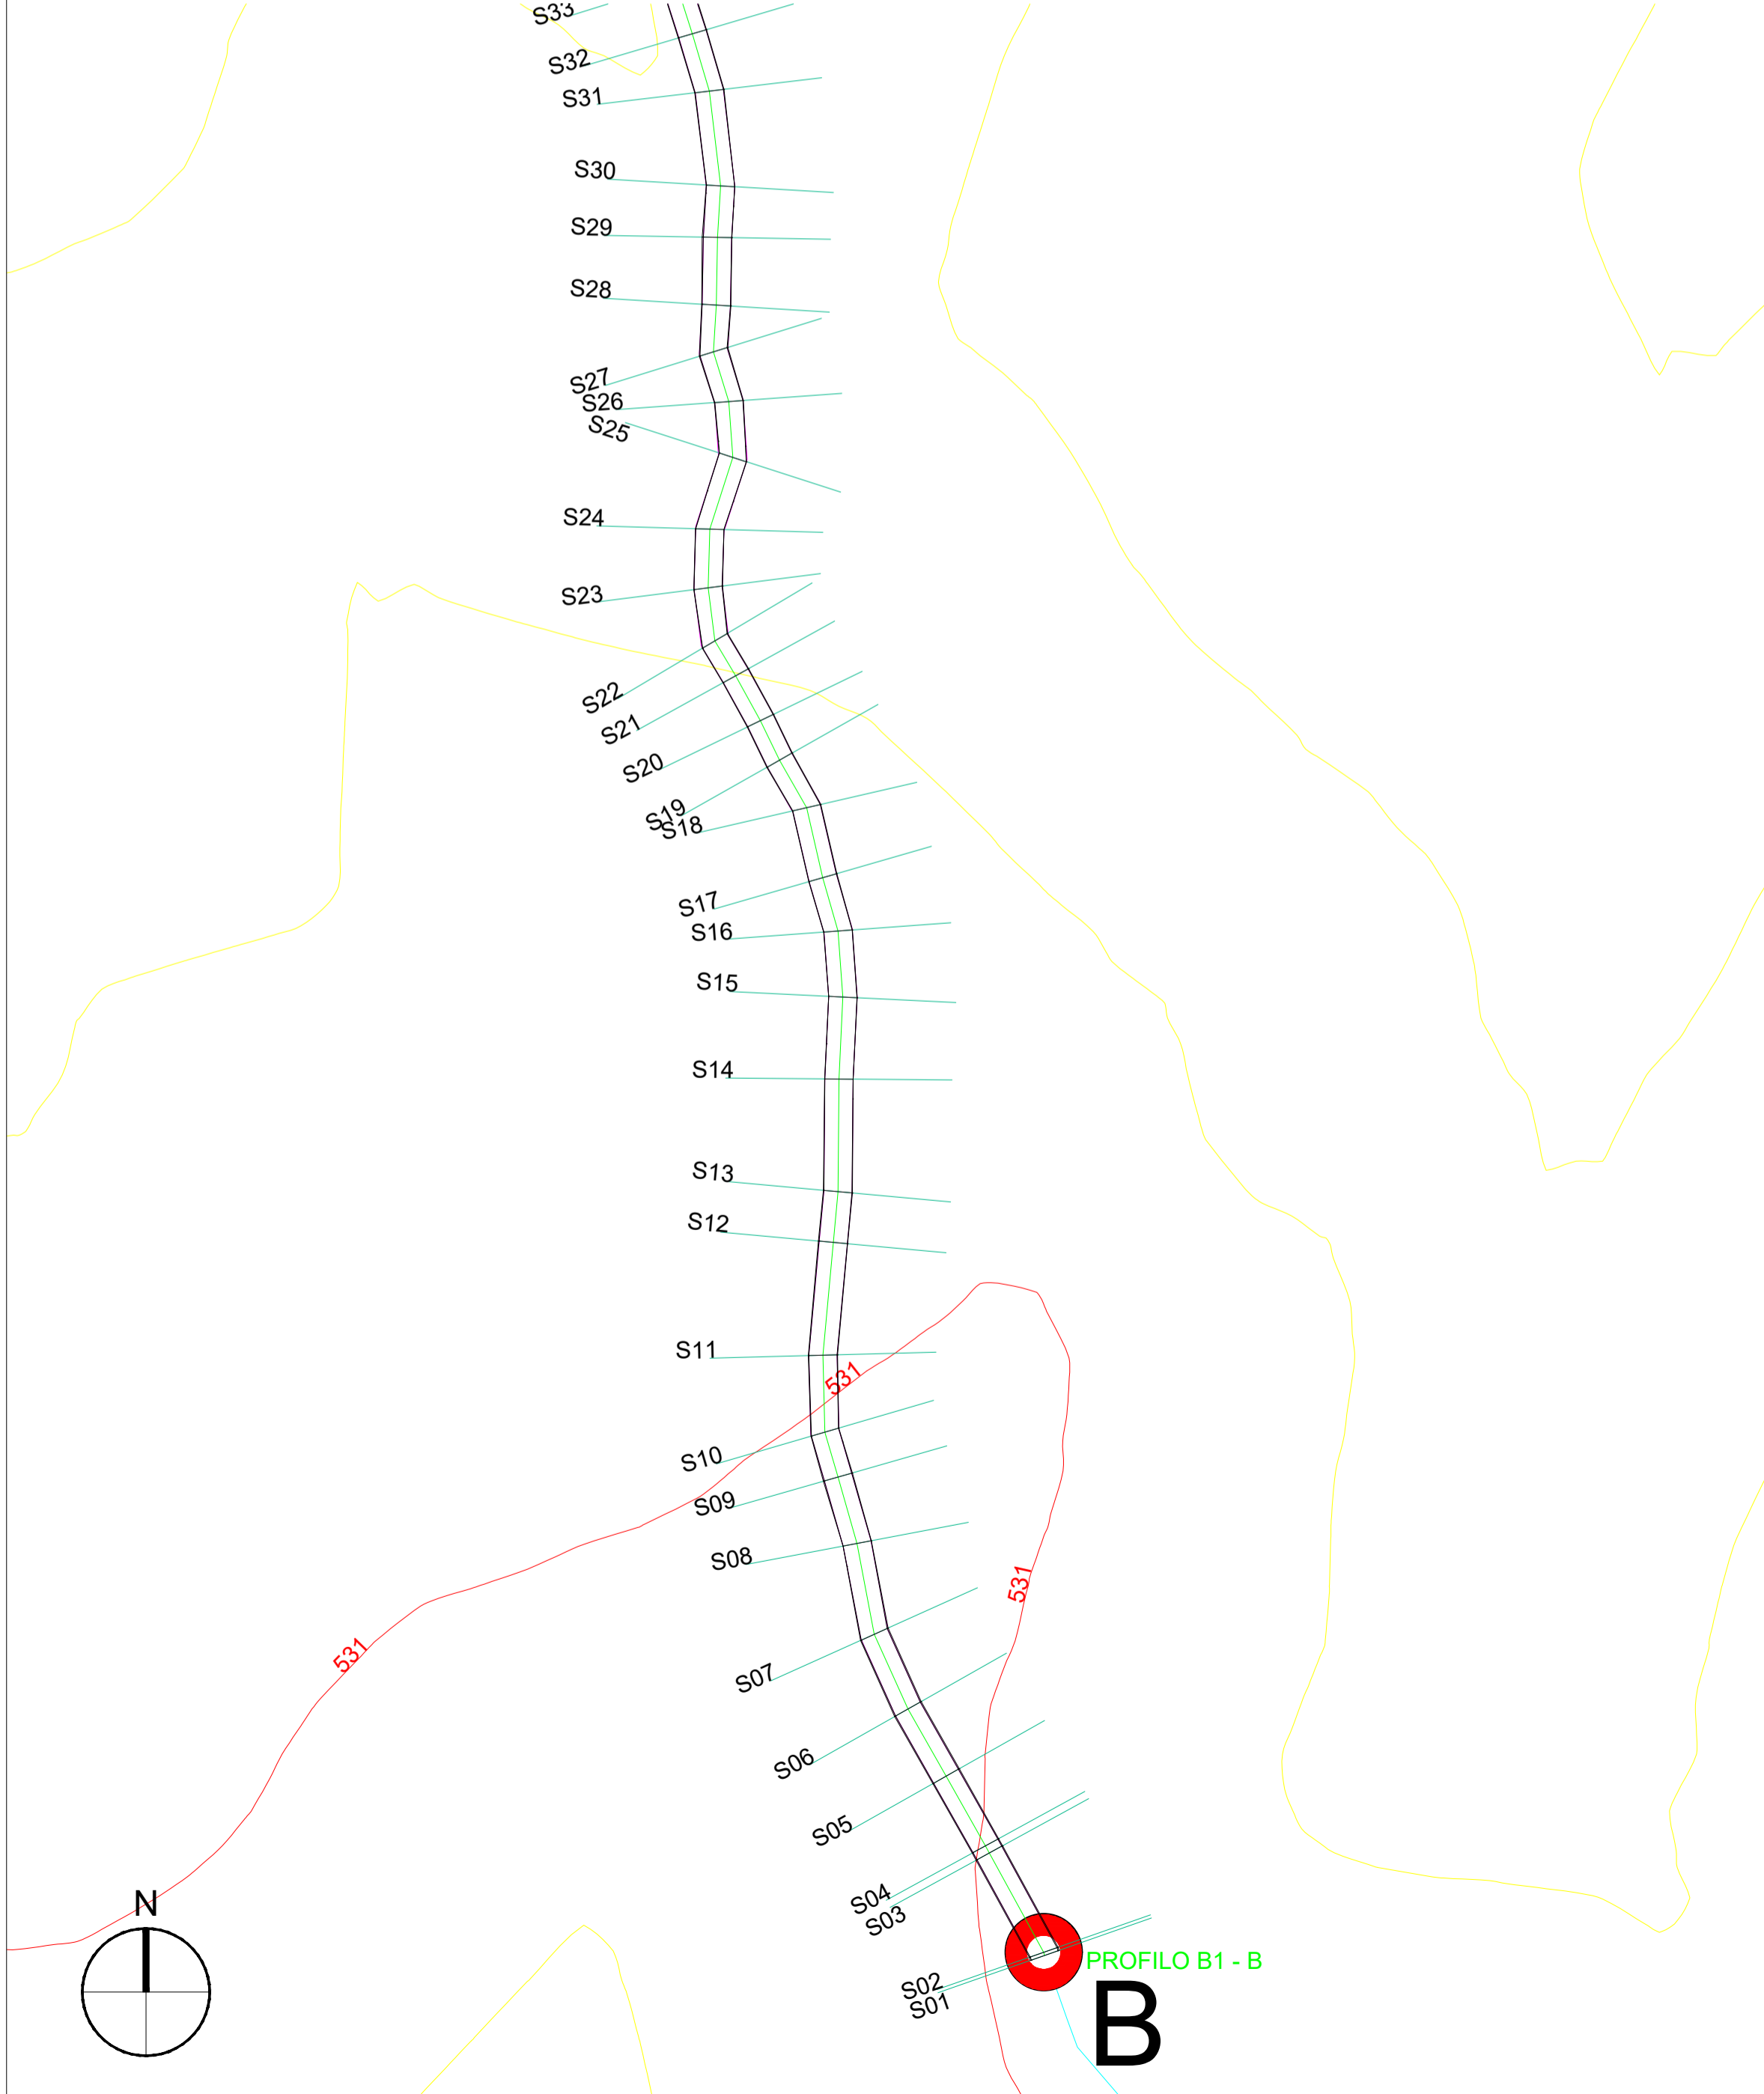 S33
S32
S31
S30
S29
S28
S27
S26
S25
S24
S23
S22
S21
S20
S19
S18
S17
S16
S15
S14
S13
S12
S11
531
S10
S09
S08
531
531
S07
S06
S05
S04
S03
N
PROFILO B1 - B
S02
S01
B